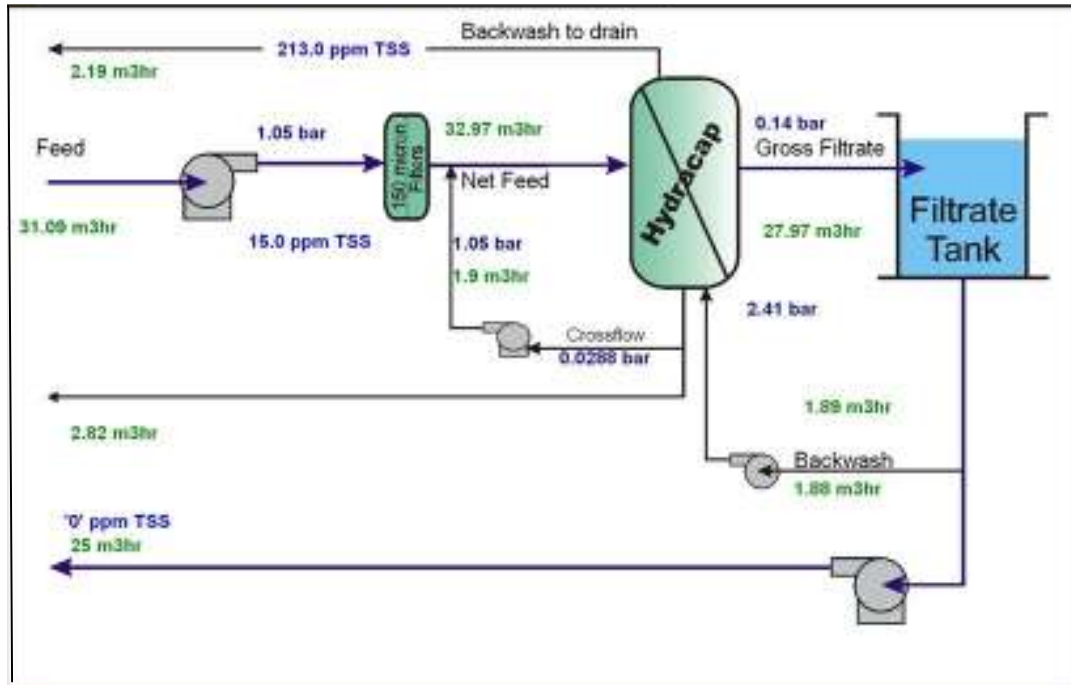 Backwash to drain
213.0 ppm TSS
2.19 m3hr
Feed
1.05 bar
150 micron
Filters
32.97 m3hr
Net Feed
Hydracap
0.14 bar
Gross Filtrate
Filtrate
Tank
31.09 m3hr
15.0 ppm TSS
27.97 m3hr
1.05 bar
1.9 m3hr
2.41 bar
Crossflow
0.0288 bar
2.82 m3hr
1.89 m3hr
Backwash
1.88 m3hr
'0' ppm TSS
25 m3hr